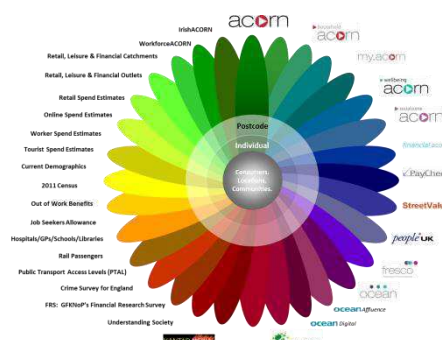 acorn
IrishACORN
WorkforceACORN
Retail, Leisure & Financial Catchments
Retail, Leisure & Financial Outlets
Retail Spend Estimates
Online Spend Estimates
Worker Spend Estimates
Tourist Spend Estimates
Current Demographics
2011 Census
Out of Work Benefits
Job Seekers Allowance
Hospitals/GPs/Schools/Libraries
Rail Passengers
Public Transport Access Levels (PTAL)
Crime Survey for England
FRS: GFKNoP's Financial Research Survey
Understanding Society
Postcode
Individual
Consumers.
Locations.
Communities.
household
acorn
my.acorn
wellbeing
acorn
acorn
PayCheck
StreetValue
people UK
fresco
ocean
oceanAffluence
ocean Digital